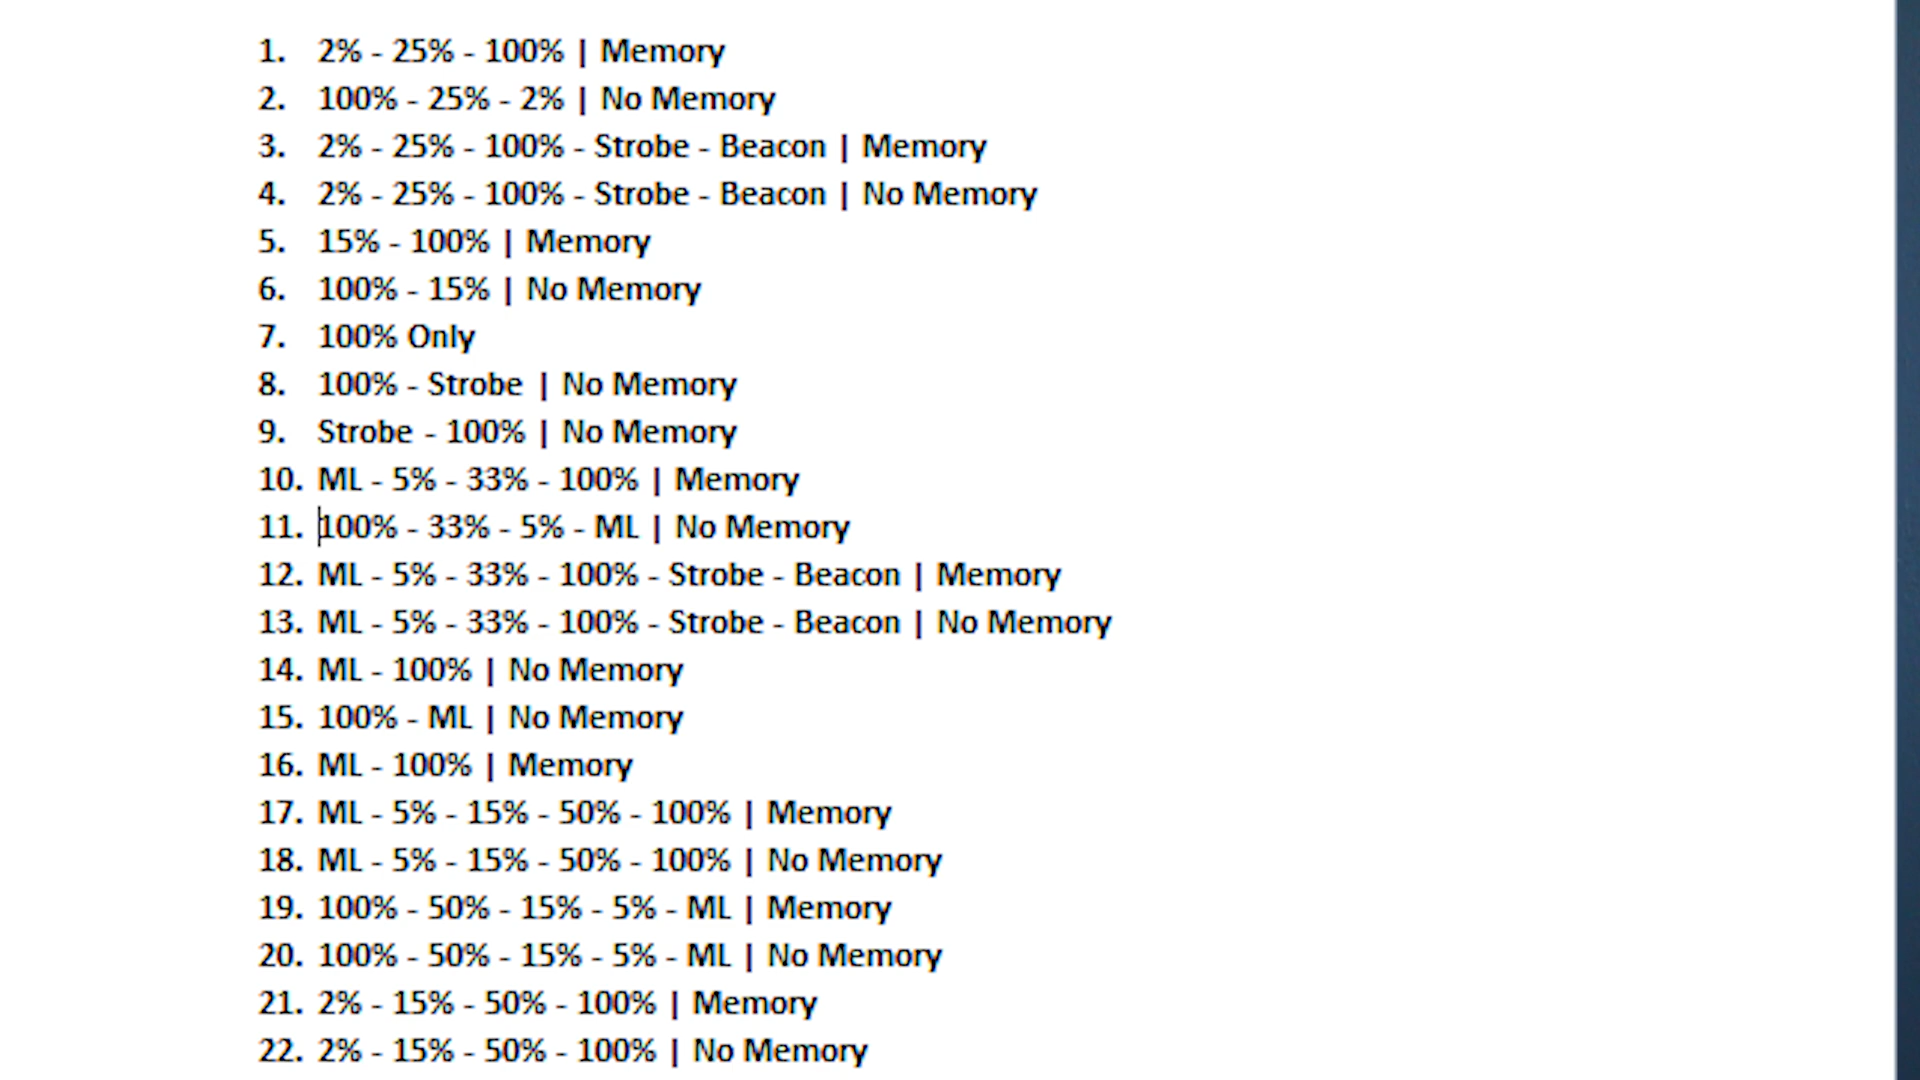 1. 2% - 25% - 100% | Memory
2. 100% - 25% - 2% | No Memory
3. 2% - 25% - 100% - Strobe - Beacon | Memory
4. 2% - 25% - 100% - Strobe - Beacon | No Memory
5. 15% - 100% | Memory
6. 100% - 15% | No Memory
7. 100% Only
8. 100% - Strobe | No Memory
9. Strobe - 100% | No Memory
10. ML - 5% - 33% - 100% | Memory
11. 100% - 33% - 5% - ML | No Memory
12. ML - 5% - 33% - 100% - Strobe - Beacon | Memory
13. ML - 5% - 33% - 100% - Strobe - Beacon | No Memory
14. ML - 100% | No Memory
15. 100% - ML | No Memory
16. ML - 100% | Memory
17. ML - 5% - 15% - 50% - 100% | Memory
18. ML - 5% - 15% - 50% - 100% | No Memory
19. 100% - 50% - 15% - 5% - ML | Memory
20. 100% - 50% - 15% - 5% - ML | No Memory
21. 2% - 15% - 50% - 100% | Memory
22. 2% - 15% - 50% - 100% | No Memory